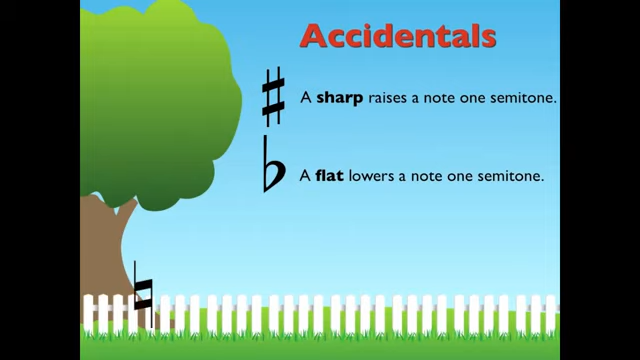 Accidentals
♯ A sharp raises a note one semitone.
♭ A flat lowers a note one semitone.
♮